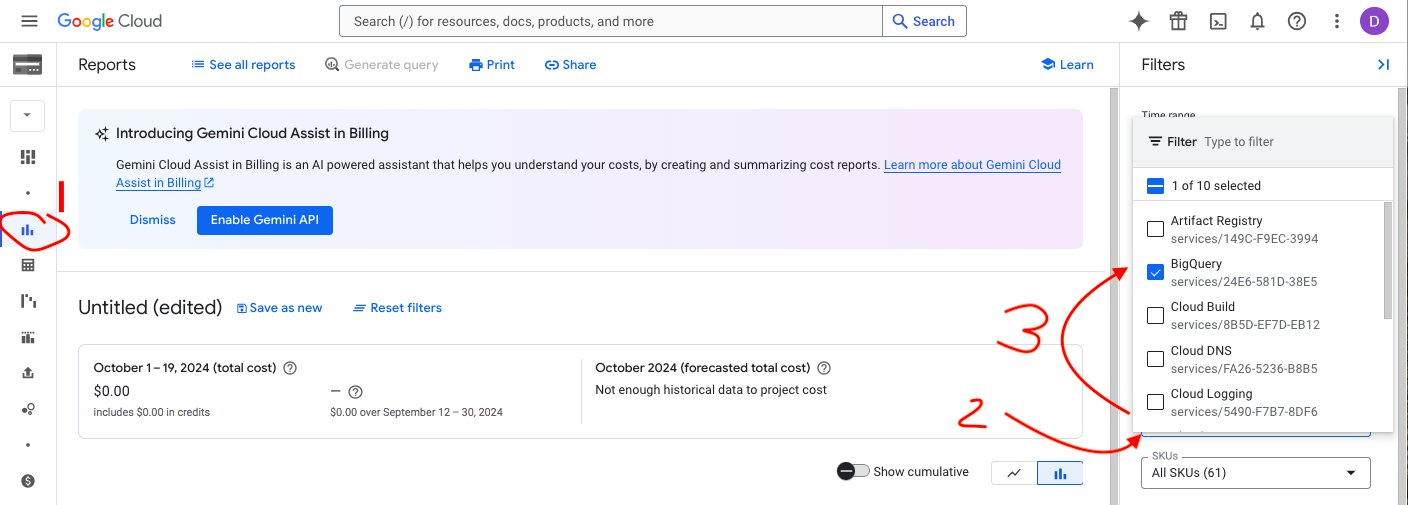 Google Cloud
Search (/) for resources, docs, products, and more
Search
D
Reports
See all reports
Generate query
Print
Share
Learn
Filters
Introducing Gemini Cloud Assist in Billing
Gemini Cloud Assist in Billing is an AI powered assistant that helps you understand your costs, by creating and summarizing cost reports. Learn more about Gemini Cloud
Assist in Billing
Dismiss
Enable Gemini API
1
Untitled (edited)
Save as new
Reset filters
October 1 – 19, 2024 (total cost)
$0.00
includes $0.00 in credits
—
$0.00 over September 12 – 30, 2024
October 2024 (forecasted total cost)
Not enough historical data to project cost
Show cumulative
2
3
Time range
Filter Type to filter
1 of 10 selected
Artifact Registry
services/149C-F9EC-3994
BigQuery
services/24E6-581D-38E5
Cloud Build
services/8B5D-EF7D-EB12
Cloud DNS
services/FA26-5236-B8B5
Cloud Logging
services/5490-F7B7-8DF6
SKUs
All SKUs (61)